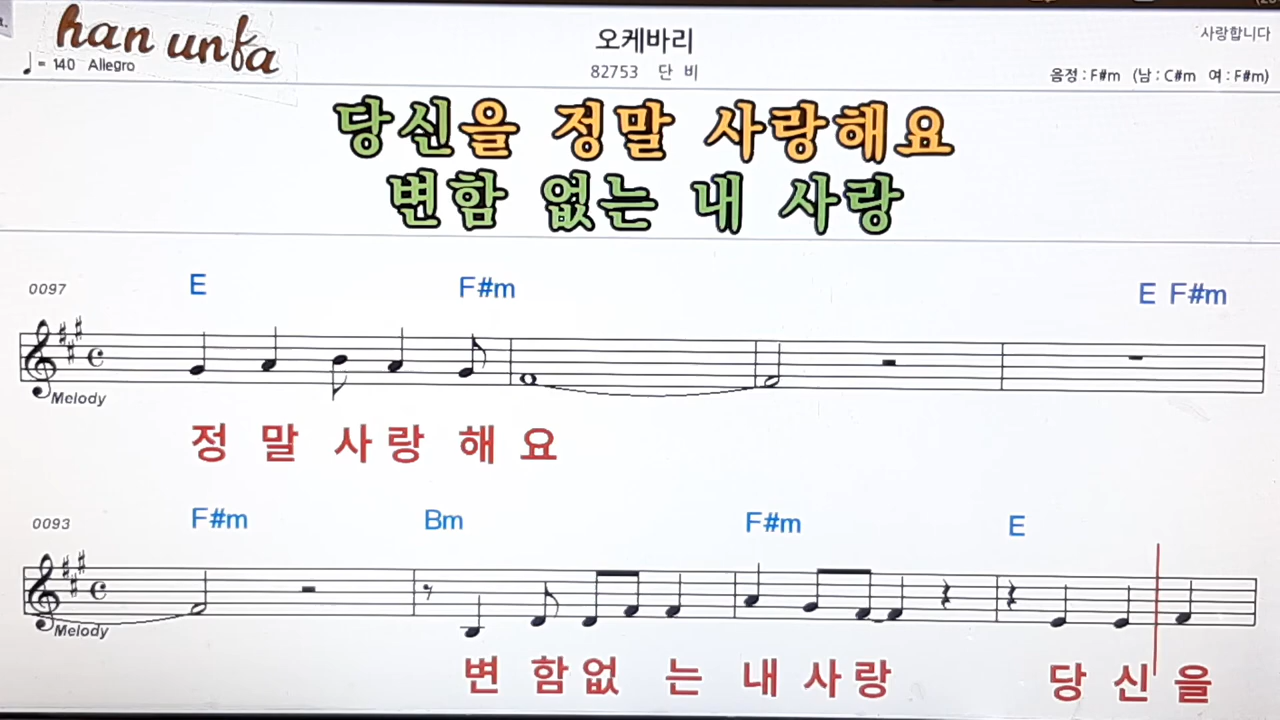 han unfa
오케바리
사랑합니다
♩ = 140 Allegro
82753 단 비
음정 : F#m (남 : C#m 여 : F#m)
당신을 정말 사랑해요
변함 없는 내 사랑
0097 E F#m E F#m
Melody
정 말 사 랑 해 요
0093 F#m Bm F#m E
Melody
변 함 없 는 내 사 랑 당 신 을